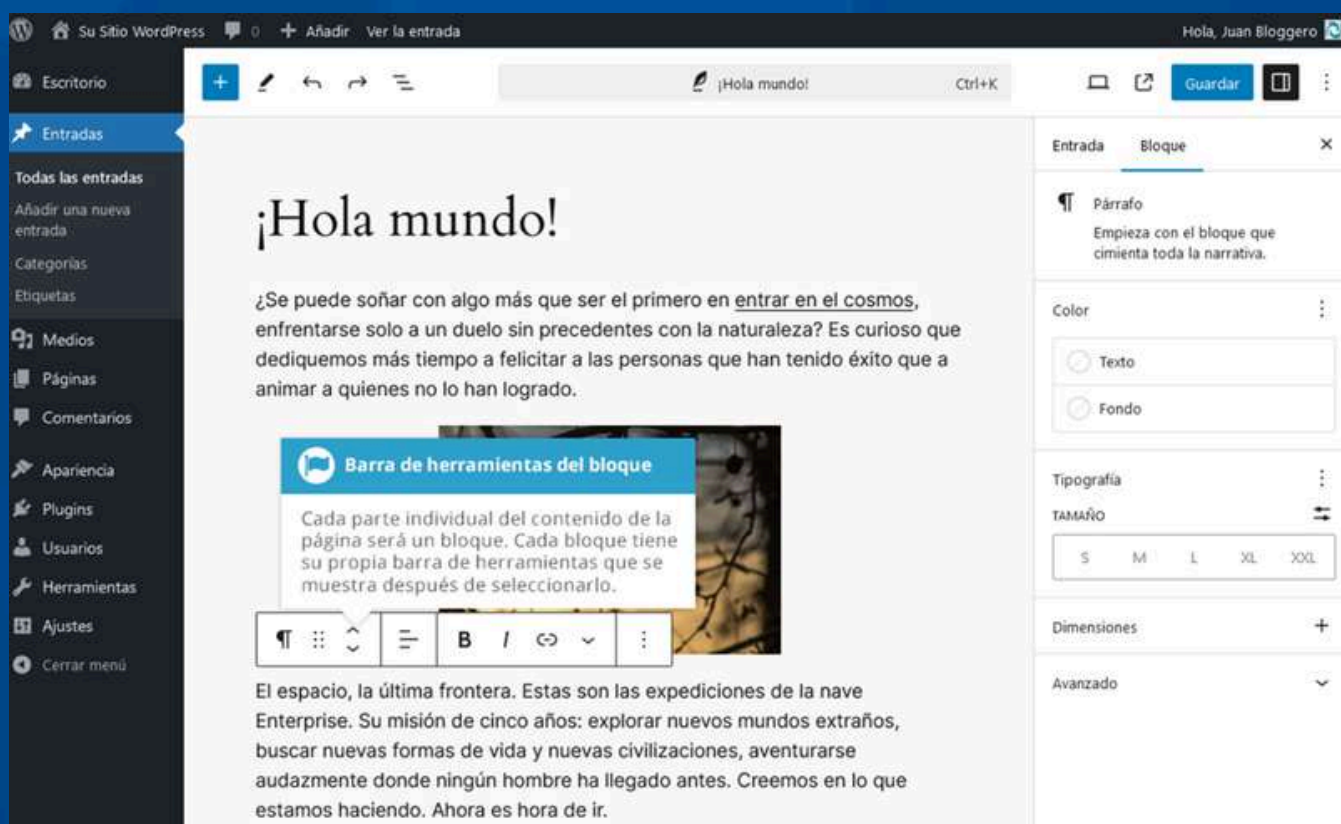 Su Sitio WordPress 0 + Añadir Ver la entrada
Hola, Juan Bloggero
Escritorio
Entradas
Todas las entradas
Añadir una nueva
entrada
Categorías
Etiquetas
Medios
Páginas
Comentarios
Apariencia
Plugins
Usuarios
Herramientas
Ajustes
Cerrar menú
¡Hola mundo! Ctrl+K
Guardar
¡Hola mundo!
¿Se puede soñar con algo más que ser el primero en entrar en el cosmos,
enfrentarse solo a un duelo sin precedentes con la naturaleza? Es curioso que
dediquemos más tiempo a felicitar a las personas que han tenido éxito que a
animar a quienes no lo han logrado.
Barra de herramientas del bloque
Cada parte individual del contenido de la
página será un bloque. Cada bloque tiene
su propia barra de herramientas que se
muestra después de seleccionarlo.
B I
El espacio, la última frontera. Estas son las expediciones de la nave
Enterprise. Su misión de cinco años: explorar nuevos mundos extraños,
buscar nuevas formas de vida y nuevas civilizaciones, aventurarse
audazmente donde ningún hombre ha llegado antes. Creemos en lo que
estamos haciendo. Ahora es hora de ir.
Entrada Bloque
Párrafo
Empieza con el bloque que
cimienta toda la narrativa.
Color
Texto
Fondo
Tipografía
TAMAÑO
S M L XL XXL
Dimensiones
Avanzado